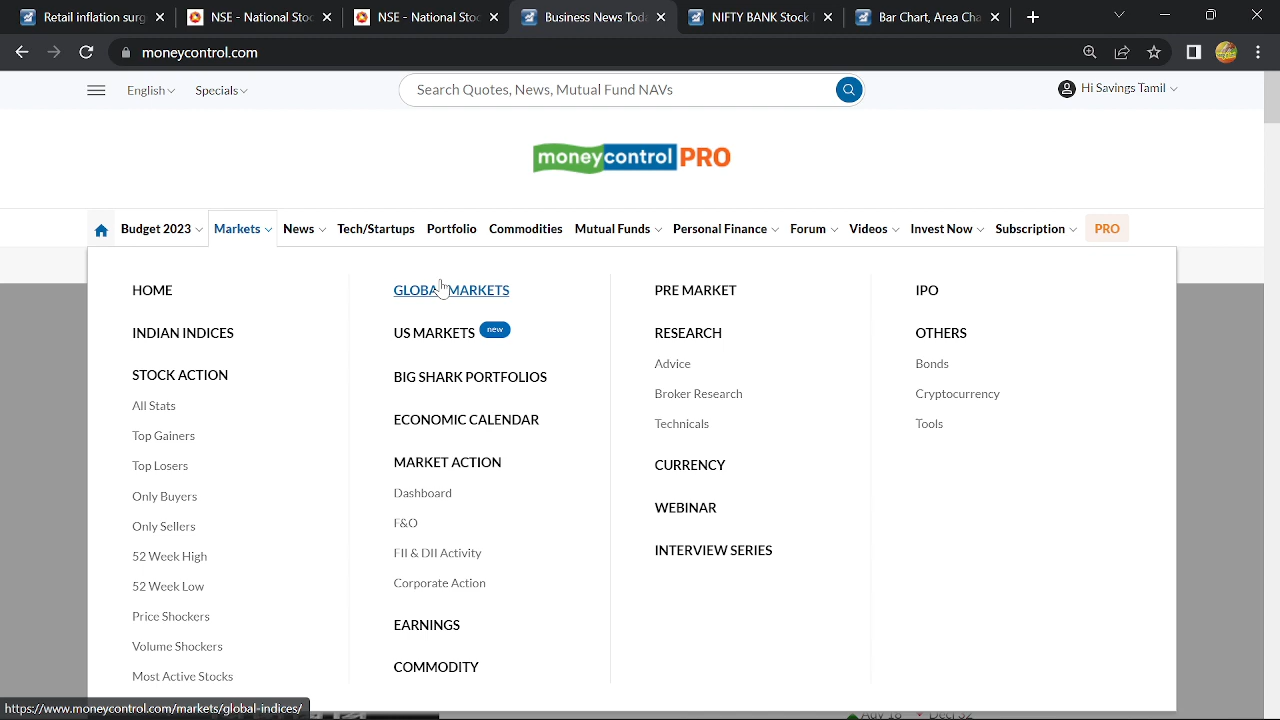 Retail inflation surg
NSE - National Stoc
NSE - National Stoc
Business News Toda
NIFTY BANK Stock I
Bar Chart, Area Cha
moneycontrol.com
English
Specials
Search Quotes, News, Mutual Fund NAVs
Hi Savings Tamil
moneycontrol PRO
Budget 2023
Markets
News
Tech/Startups
Portfolio
Commodities
Mutual Funds
Personal Finance
Forum
Videos
Invest Now
Subscription
PRO
HOME
INDIAN INDICES
STOCK ACTION
All Stats
Top Gainers
Top Losers
Only Buyers
Only Sellers
52 Week High
52 Week Low
Price Shockers
Volume Shockers
Most Active Stocks
GLOBAL MARKETS
US MARKETS new
BIG SHARK PORTFOLIOS
ECONOMIC CALENDAR
MARKET ACTION
Dashboard
F&O
FII & DII Activity
Corporate Action
EARNINGS
COMMODITY
PRE MARKET
RESEARCH
Advice
Broker Research
Technicals
CURRENCY
WEBINAR
INTERVIEW SERIES
IPO
OTHERS
Bonds
Cryptocurrency
Tools
https://www.moneycontrol.com/markets/global-indices/
Adv 18
Decl 32